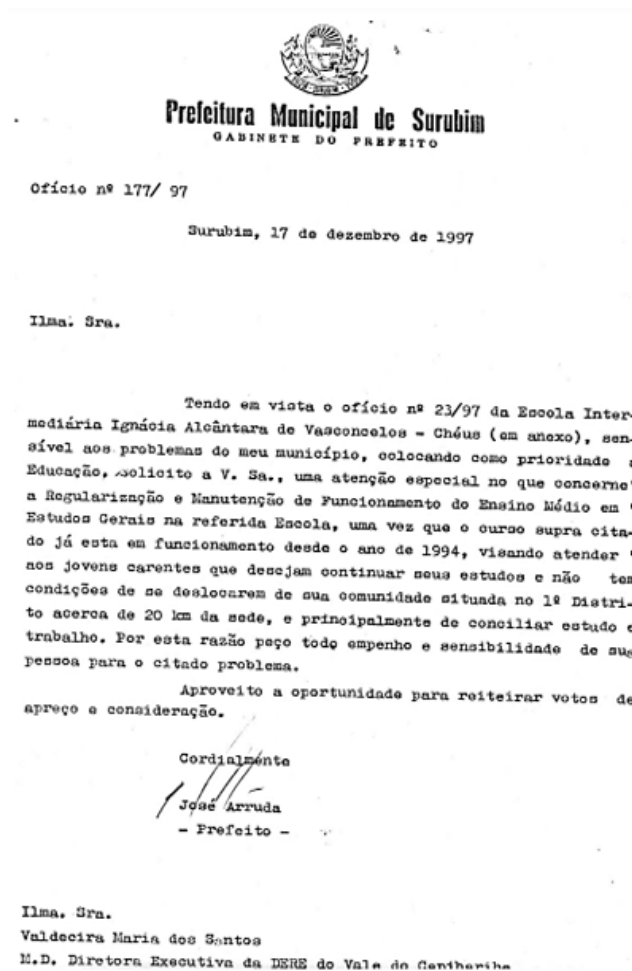 Prefeitura Municipal de Surubim
GABINETE DO PREFEITO
Ofício nº 177/ 97
Surubim, 17 de dezembro de 1997
Ilma. Sra.
Tendo em vista o ofício nº 23/97 da Escola Inter-
mediária Ignácia Alcântara de Vasconcelos - Chéus (em anexo), sen-
sível aos problemas do meu município, colocando como prioridade a
Educação, solicito a V. Sa., uma atenção especial no que concerne'
a Regularização e Manutenção de Funcionamento do Ensino Médio em '
Estudos Gerais na referida Escola, uma vez que o curso supra cita-
do já esta em funcionamento desde o ano de 1994, visando atender '
aos jovens carentes que desejam continuar seus estudos e não tem
condições de se deslocarem de sua comunidade situada no 1º Distri-
to acerca de 20 km da sede, e principalmente de conciliar estudo e
trabalho. Por esta razão peço todo empenho e sensibilidade de sua
pessoa para o citado problema.
Aproveito a oportunidade para reiteirar votos de
apreço e consideração.
Cordialmente
José Arruda
- Prefeito -
Ilma. Sra.
Valdecira Maria dos Santos
M.D. Diretora Executiva da DERE do Vale do Capibaribe